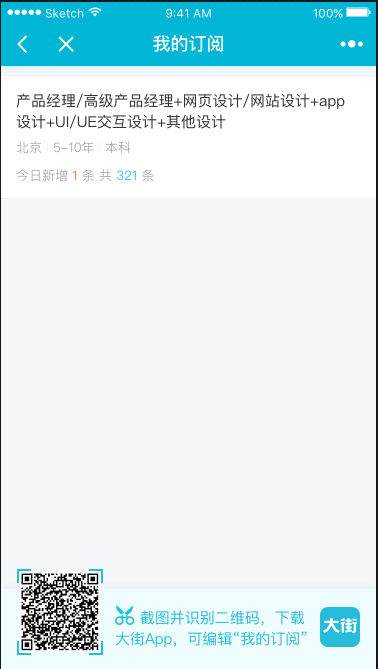 Sketch 9:41 AM 100%
我的订阅
产品经理/高级产品经理+网页设计/网站设计+app
设计+UI/UE交互设计+其他设计
北京 5-10年 本科
今日新增 1 条 共 321 条
截图并识别二维码，下载
大街App，可编辑“我的订阅”
大街